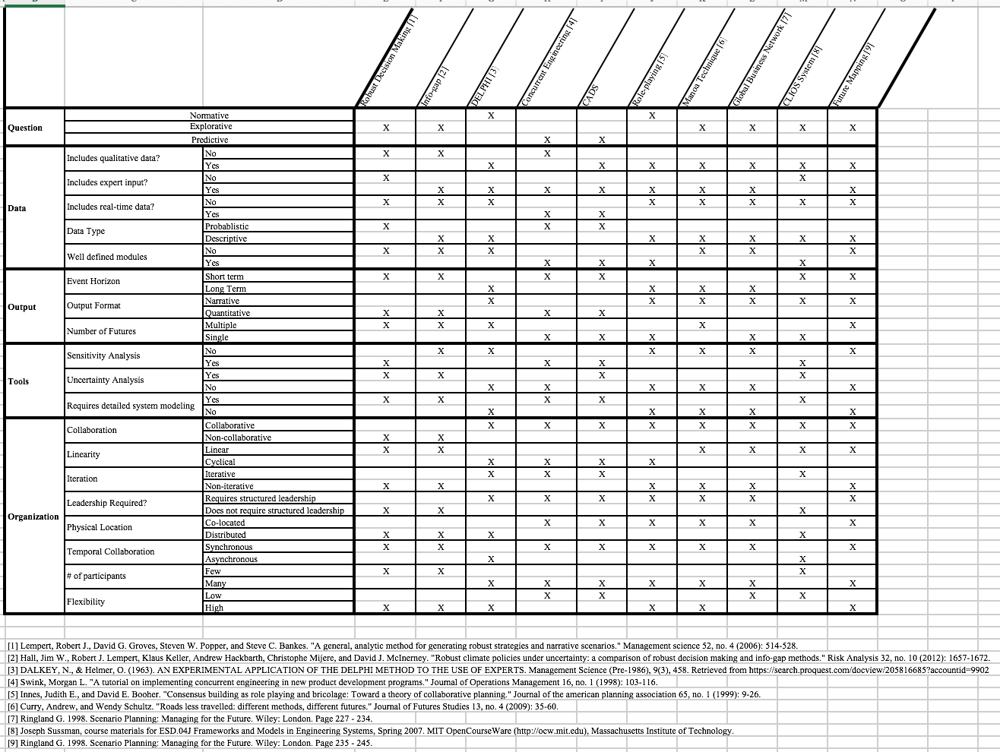 Robust Decision Making [1]
Info-gap [2]
DELPHI [3]
Concurrent Engineering [4]
CADS
Role-playing [5]
Manoa Technique [6]
Global Business Network [7]
CLIOS System [8]
Future Mapping [9]
Question
Normative X X
Explorative X X X X X X
Predictive X X
Data
Includes qualitative data?
No X X X
Yes X X X X X X X
Includes expert input?
No X X
Yes X X X X X X X X
Includes real-time data?
No X X X X X X X X
Yes X X
Data Type
Probablistic X X X
Descriptive X X X X X X X
Well defined modules
No X X X X X X
Yes X X X X
Output
Event Horizon
Short term X X X X X X
Long Term X X X X
Output Format
Narrative X X X X X X
Quantitative X X X X
Number of Futures
Multiple X X X X X
Single X X X X X
Tools
Sensitivity Analysis
No X X X X X X
Yes X X X X
Uncertainty Analysis
Yes X X X X
No X X X X X X
Requires detailed system modeling
Yes X X X X X
No X X X X X
Organization
Collaboration
Collaborative X X X X X X X X
Non-collaborative X X
Linearity
Linear X X X X X X
Cyclical X X X X
Iteration
Iterative X X X X
Non-iterative X X X X X X
Leadership Required?
Requires structured leadership X X X X X X X
Does not require structured leadership X X X
Physical Location
Co-located X X X X X X
Distributed X X X X
Temporal Collaboration
Synchronous X X X X X X X X
Asynchronous X X
# of participants
Few X X X
Many X X X X X X X
Flexibility
Low X X X X
High X X X X X X
[1] Lempert, Robert J., David G. Groves, Steven W. Popper, and Steve C. Bankes. "A general, analytic method for generating robust strategies and narrative scenarios." Management science 52, no. 4 (2006): 514-528.
[2] Hall, Jim W., Robert J. Lempert, Klaus Keller, Andrew Hackbarth, Christophe Mijere, and David J. McInerney. "Robust climate policies under uncertainty: a comparison of robust decision making and info-gap methods." Risk Analysis 32, no. 10 (2012): 1657-1672.
[3] DALKEY, N., & Helmer, O. (1963). AN EXPERIMENTAL APPLICATION OF THE DELPHI METHOD TO THE USE OF EXPERTS. Management Science (Pre-1986), 9(3), 458. Retrieved from https://search.proquest.com/docview/205816685?accountid=9902
[4] Swink, Morgan L. "A tutorial on implementing concurrent engineering in new product development programs." Journal of Operations Management 16, no. 1 (1998): 103-116.
[5] Innes, Judith E., and David E. Booher. "Consensus building as role playing and bricolage: Toward a theory of collaborative planning." Journal of the american planning association 65, no. 1 (1999): 9-26.
[6] Curry, Andrew, and Wendy Schultz. "Roads less travelled: different methods, different futures." Journal of Futures Studies 13, no. 4 (2009): 35-60.
[7] Ringland G. 1998. Scenario Planning: Managing for the Future. Wiley: London. Page 227 - 234.
[8] Joseph Sussman, course materials for ESD.04J Frameworks and Models in Engineering Systems, Spring 2007. MIT OpenCourseWare (http://ocw.mit.edu), Massachusetts Institute of Technology.
[9] Ringland G. 1998. Scenario Planning: Managing for the Future. Wiley: London. Page 235 - 245.